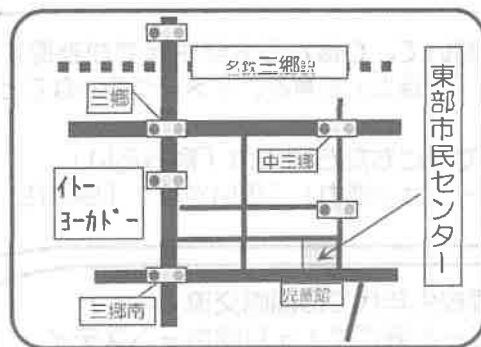 名鉄三郷駅
三郷
中三郷
イトー
ヨーカドー
児童館
三郷南
東部市民センター